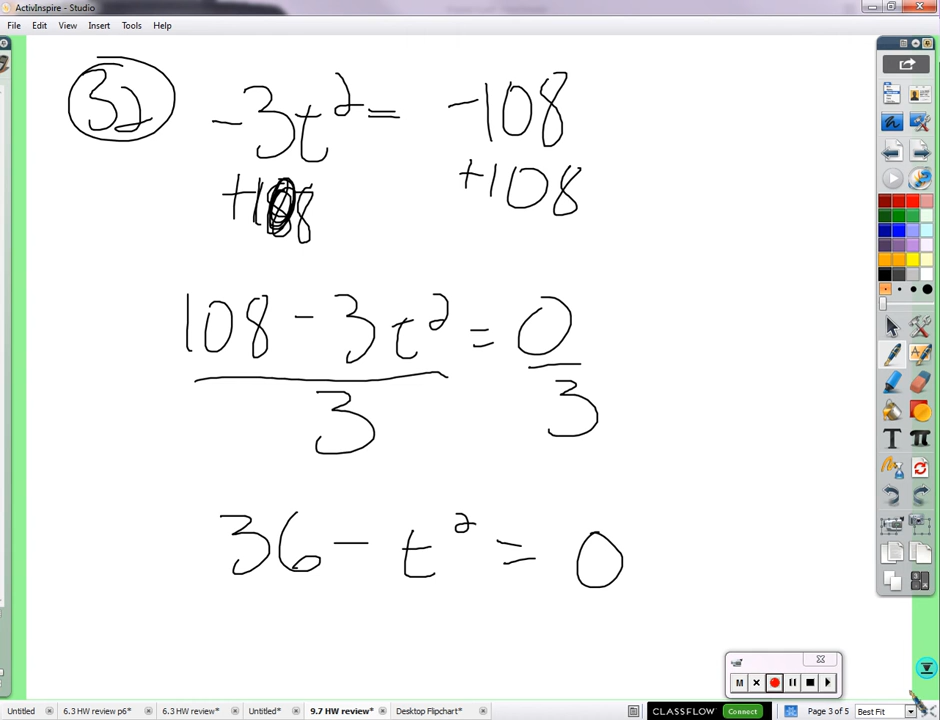 ActivInspire - Studio
File Edit View Insert Tools Help
32
-3t² = -108
+108 +108
108 - 3t² = 0
3 3
36 - t² = 0
M
Untitled 6.3 HW review p6* 6.3 HW review* Untitled* 9.7 HW review* Desktop Flipchart* CLASSFLOW Connect Page 3 of 5 Best Fit